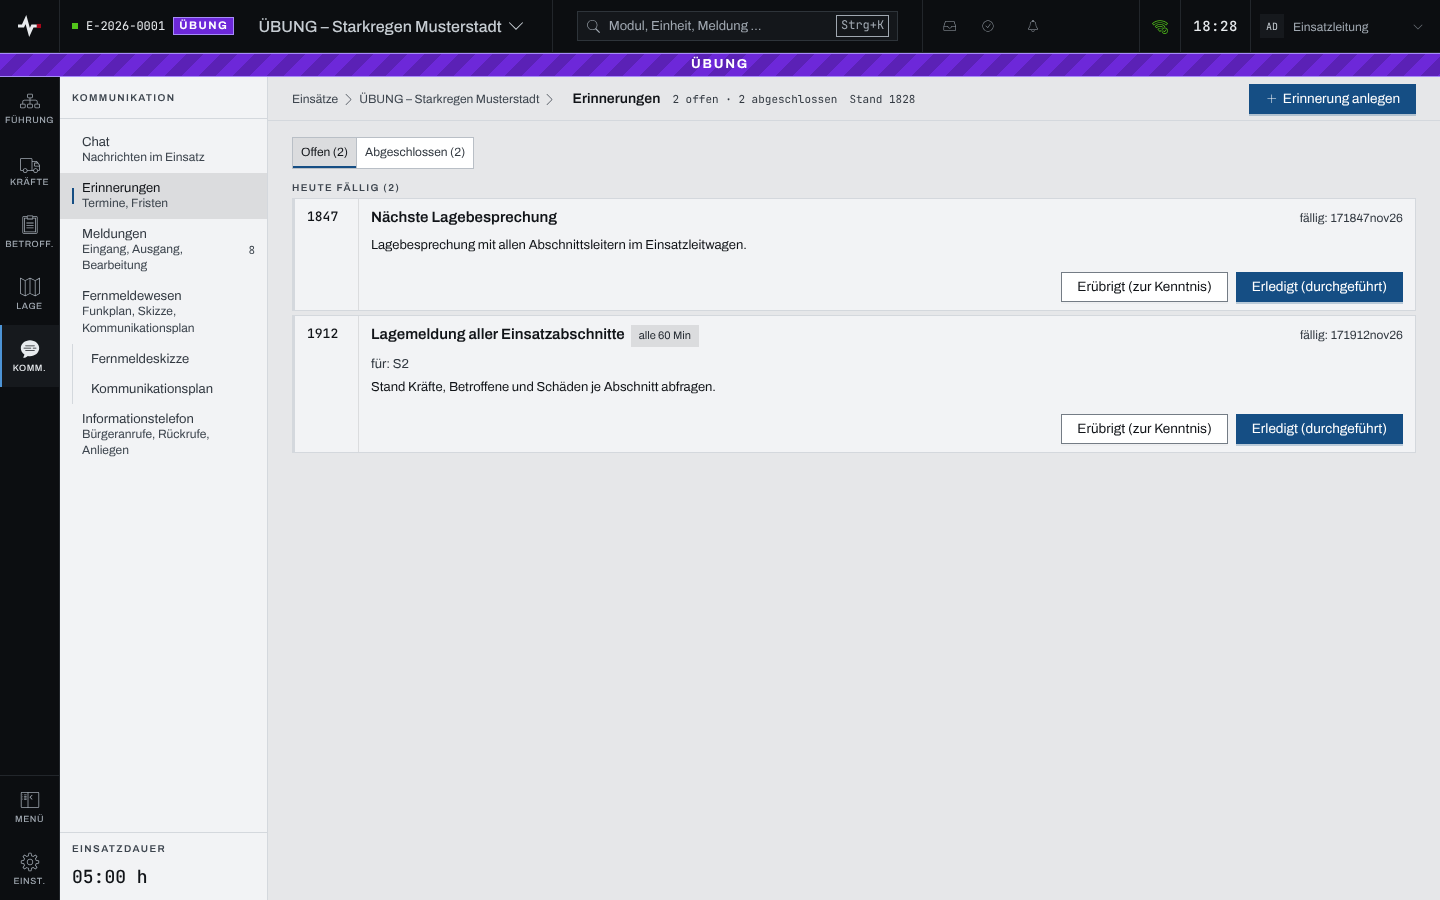 E-2026-0001 ÜBUNG ÜBUNG – Starkregen Musterstadt Modul, Einheit, Meldung ... Strg+K 18:28 AD Einsatzleitung
ÜBUNG
FÜHRUNG
KRÄFTE
BETROFF.
LAGE
KOMM.
MENÜ
EINST.
KOMMUNIKATION
Chat
Nachrichten im Einsatz
Erinnerungen
Termine, Fristen
Meldungen
Eingang, Ausgang,
Bearbeitung
8
Fernmeldewesen
Funkplan, Skizze,
Kommunikationsplan
Fernmeldeskizze
Kommunikationsplan
Informationstelefon
Bürgeranrufe, Rückrufe,
Anliegen
EINSATZDAUER
05:00 h
Einsätze ÜBUNG – Starkregen Musterstadt Erinnerungen 2 offen · 2 abgeschlossen Stand 1828 + Erinnerung anlegen
Offen (2) Abgeschlossen (2)
HEUTE FÄLLIG (2)
1847 Nächste Lagebesprechung fällig: 171847nov26
Lagebesprechung mit allen Abschnittsleitern im Einsatzleitwagen.
Erübrigt (zur Kenntnis) Erledigt (durchgeführt)
1912 Lagemeldung aller Einsatzabschnitte alle 60 Min fällig: 171912nov26
für: S2
Stand Kräfte, Betroffene und Schäden je Abschnitt abfragen.
Erübrigt (zur Kenntnis) Erledigt (durchgeführt)